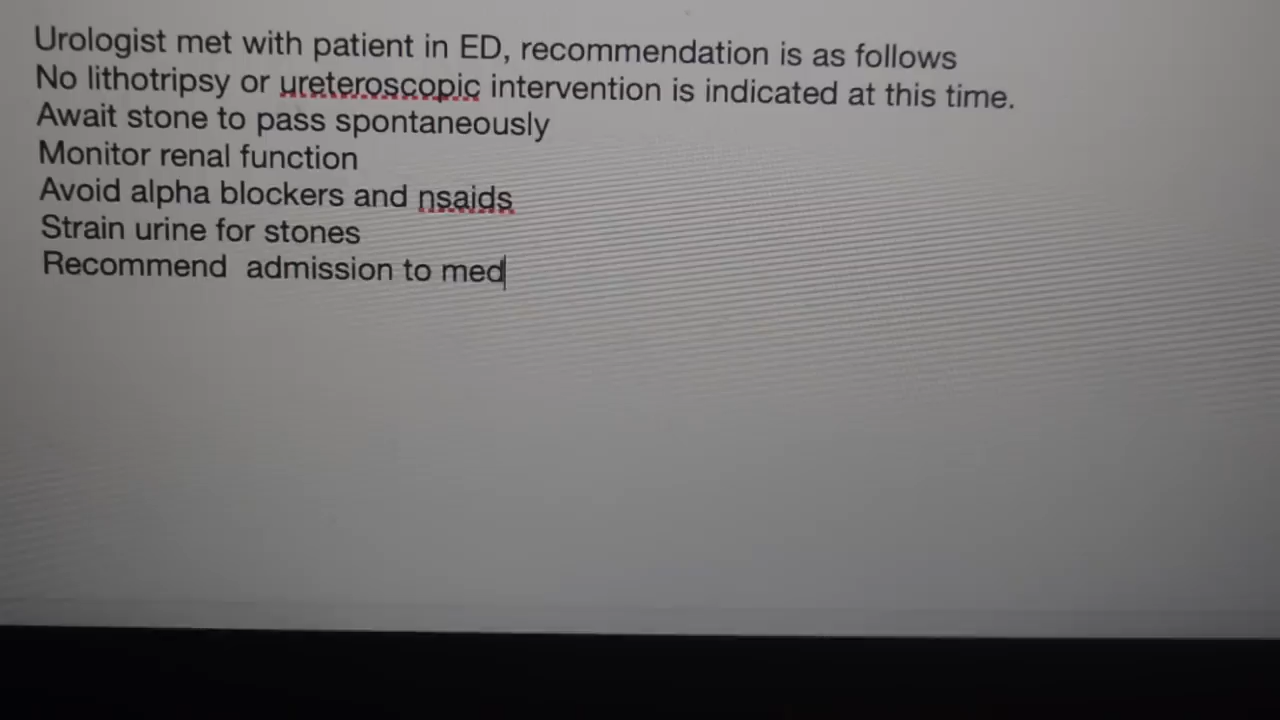 Urologist met with patient in ED, recommendation is as follows
No lithotripsy or ureteroscopic intervention is indicated at this time.
Await stone to pass spontaneously
Monitor renal function
Avoid alpha blockers and nsaids
Strain urine for stones
Recommend  admission to med